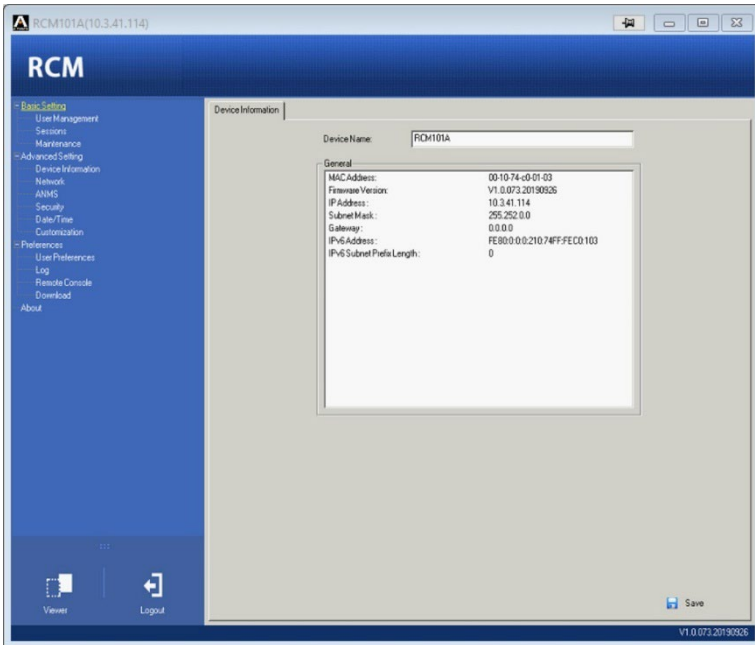 RCM101A(10.3.41.114)
RCM
Basic Setting
User Management
Sessions
Maintenance
Advanced Setting
Device Information
Network
ANMS
Security
Date/Time
Customization
Preferences
User Preferences
Log
Remote Console
Download
About
Viewer
Logout
Device Information
Device Name: RCM101A
General
MAC Address: 00-10-74-c0-01-03
Firmware Version: V1.0.073.20190926
IP Address : 10.3.41.114
Subnet Mask : 255.252.0.0
Gateway : 0.0.0.0
IPv6 Address : FE80:0:0:0:210:74FF:FEC0:103
IPv6 Subnet Prefix Length : 0
Save
V1.0.073.20190926